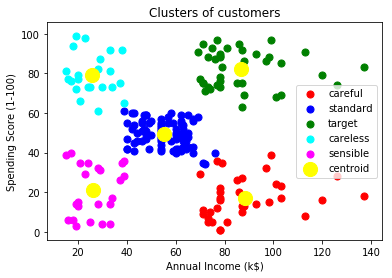 Clusters of customers
Spending Score (1-100)
100
80
60
40
20
0
careful
standard
target
careless
sensible
centroid
20 40 60 80 100 120 140
Annual Income (k$)